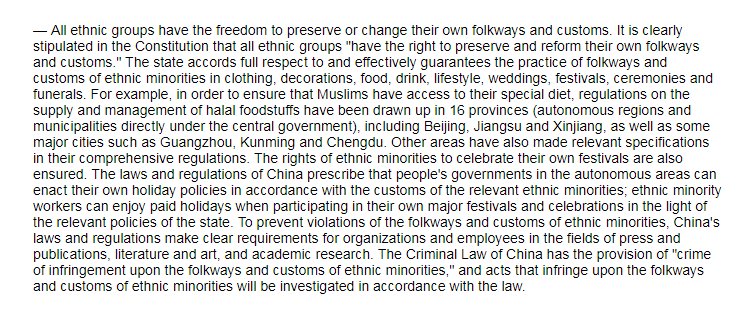 — All ethnic groups have the freedom to preserve or change their own folkways and customs. It is clearly
stipulated in the Constitution that all ethnic groups "have the right to preserve and reform their own folkways
and customs." The state accords full respect to and effectively guarantees the practice of folkways and
customs of ethnic minorities in clothing, decorations, food, drink, lifestyle, weddings, festivals, ceremonies and
funerals. For example, in order to ensure that Muslims have access to their special diet, regulations on the
supply and management of halal foodstuffs have been drawn up in 16 provinces (autonomous regions and
municipalities directly under the central government), including Beijing, Jiangsu and Xinjiang, as well as some
major cities such as Guangzhou, Kunming and Chengdu. Other areas have also made relevant specifications
in their comprehensive regulations. The rights of ethnic minorities to celebrate their own festivals are also
ensured. The laws and regulations of China prescribe that people's governments in the autonomous areas can
enact their own holiday policies in accordance with the customs of the relevant ethnic minorities; ethnic minority
workers can enjoy paid holidays when participating in their own major festivals and celebrations in the light of
the relevant policies of the state. To prevent violations of the folkways and customs of ethnic minorities, China's
laws and regulations make clear requirements for organizations and employees in the fields of press and
publications, literature and art, and academic research. The Criminal Law of China has the provision of "crime
of infringement upon the folkways and customs of ethnic minorities," and acts that infringe upon the folkways
and customs of ethnic minorities will be investigated in accordance with the law.